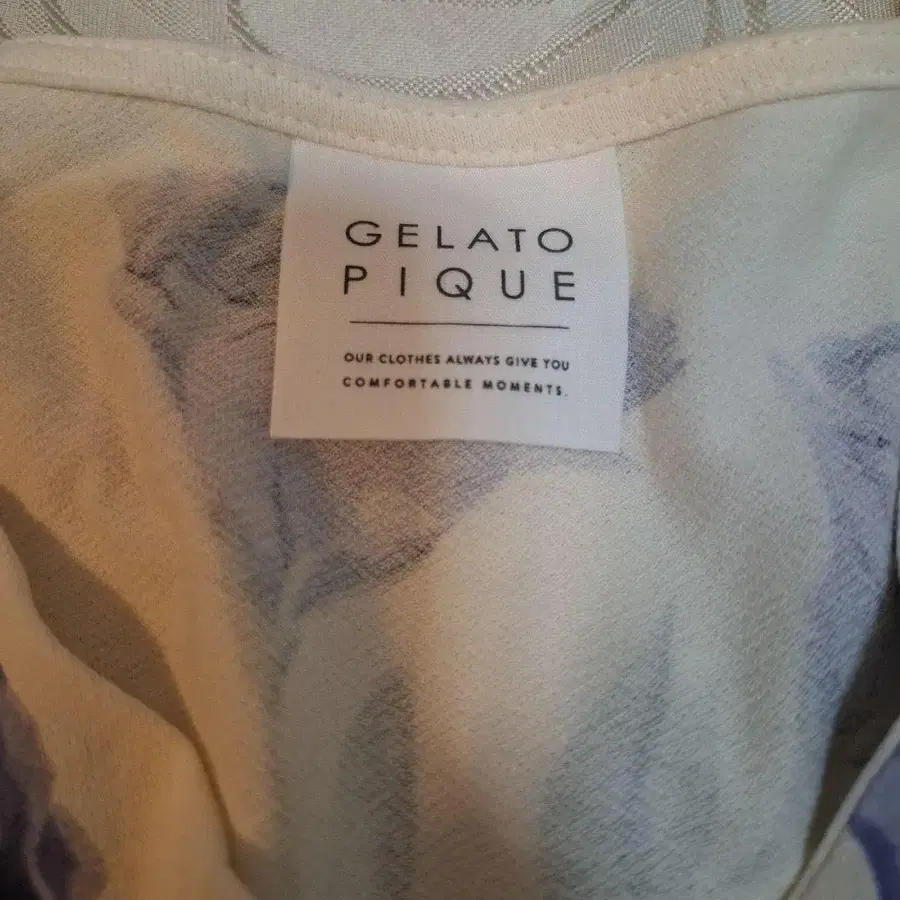 GELATO
PIQUE
OUR CLOTHES ALWAYS GIVE YOU
COMFORTABLE MOMENTS.